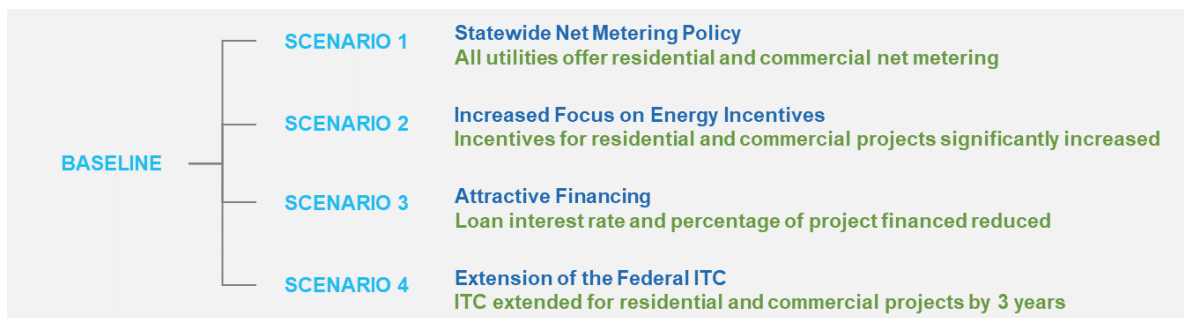 SCENARIO 1
Statewide Net Metering Policy
All utilities offer residential and commercial net metering
SCENARIO 2
Increased Focus on Energy Incentives
Incentives for residential and commercial projects significantly increased
BASELINE
SCENARIO 3
Attractive Financing
Loan interest rate and percentage of project financed reduced
SCENARIO 4
Extension of the Federal ITC
ITC extended for residential and commercial projects by 3 years